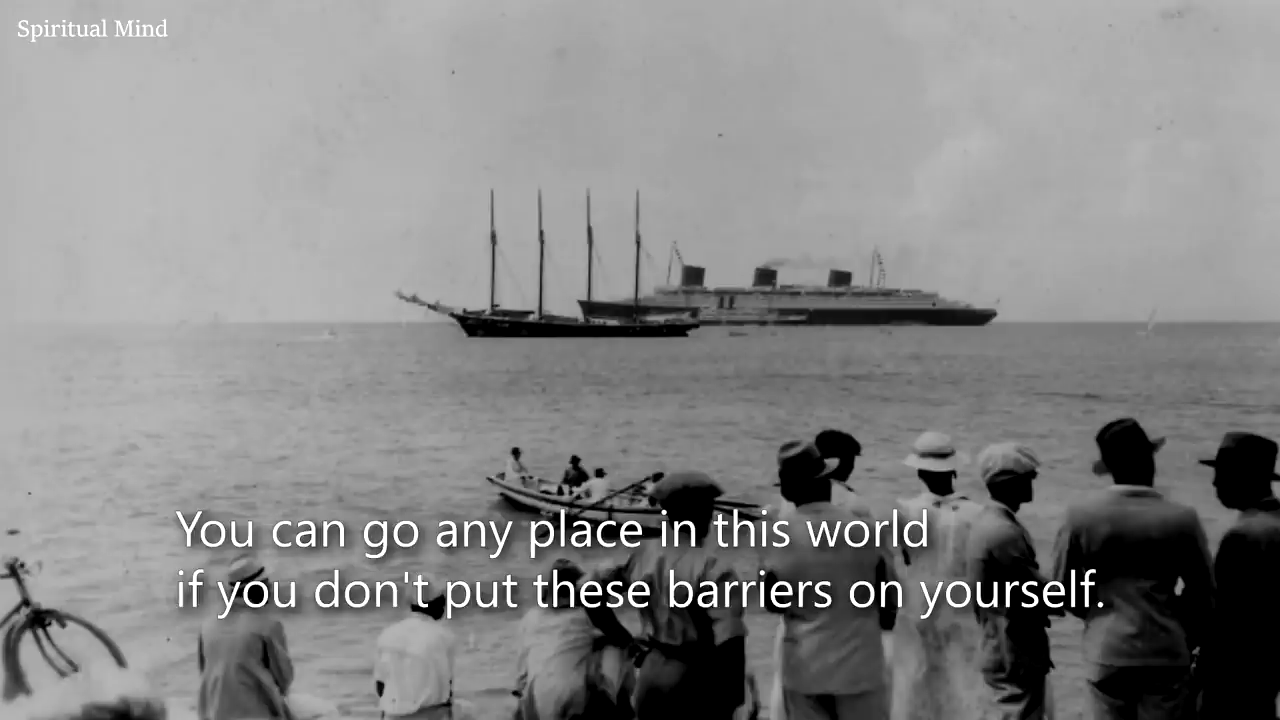 Spiritual Mind
You can go any place in this world
if you don't put these barriers on yourself.